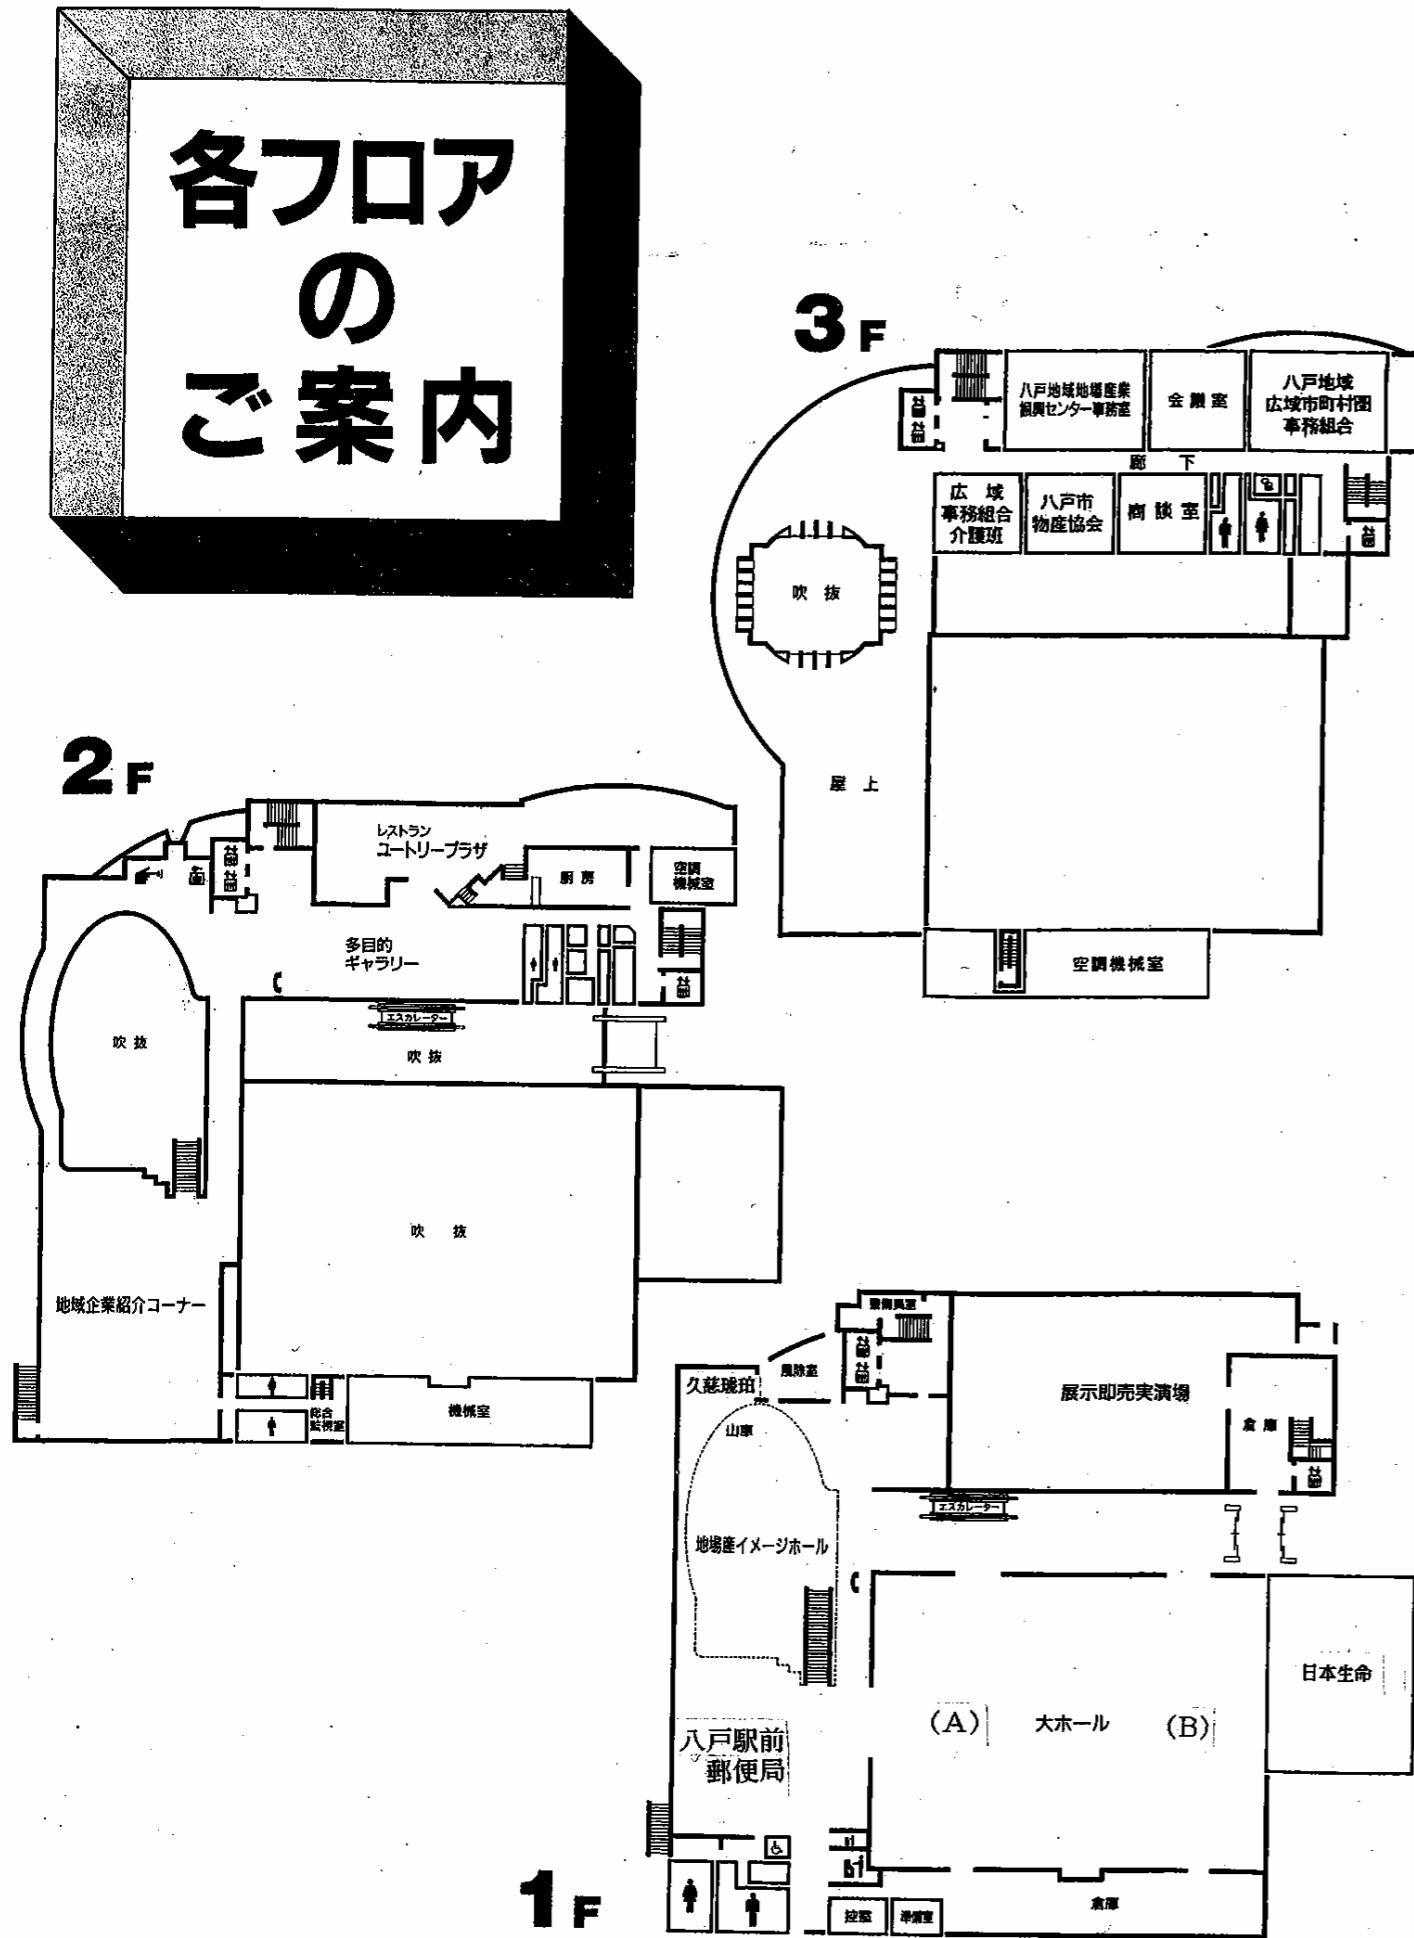 各フロア
の
ご案内
3F
八戸地域地場産業
振興センター事務室
会議室
八戸地域
広域市町村圏
事務組合
廊下
広域
事務組合
介護班
八戸市
物産協会
商談室
吹抜
屋上
空調機械室
2F
レストラン
ユートリープラザ
厨房
空調
機械室
多目的
ギャラリー
エスカレーター
吹抜
吹抜
吹抜
地域企業紹介コーナー
総合
監視室
機械室
1F
警備員室
風除室
久慈琥珀
山車
展示即売実演場
倉庫
エスカレーター
地場産イメージホール
日本生命
(A)
大ホール
(B)
八戸駅前
郵便局
控室
準備室
倉庫